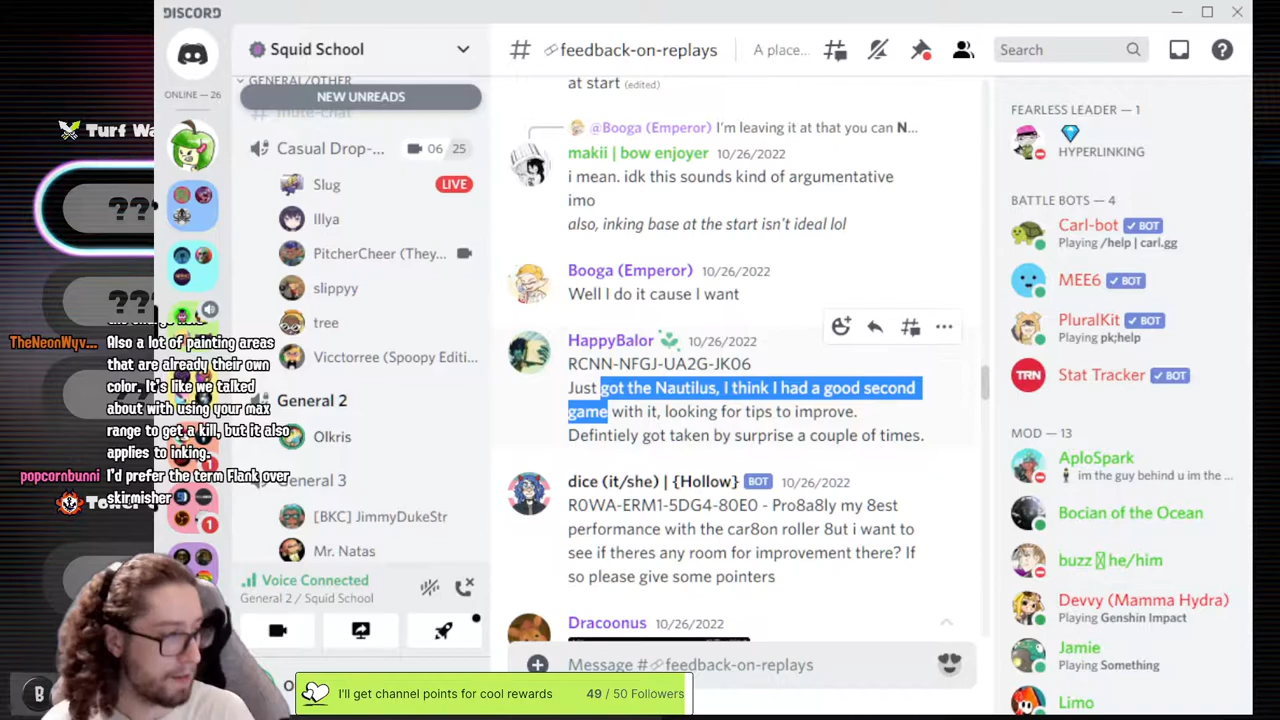 DISCORD
ONLINE — 26
Squid School
GENERAL/OTHER
NEW UNREADS
mute-chat
Casual Drop-...
06
25
Slug
LIVE
Illya
PitcherCheer (They...
slippyy
tree
Vicctorree (Spoopy Editi...
General 2
Olkris
General 3
[BKC] JimmyDukeStr
Mr. Natas
1
1
Voice Connected
General 2 / Squid School
Turf Wa
??
??
TheNeonWyv...
Also a lot of painting areas
that are already their own
color. It's like we talked
about with using your max
range to get a kill, but it also
applies to inking.
popcornbunni
I'd prefer the term Flank over
skirmisher
B
feedback-on-replays
A place...
Search
at start (edited)
@Booga (Emperor) I'm leaving it at that you can N...
makii | bow enjoyer 10/26/2022
i mean. idk this sounds kind of argumentative
imo
also, inking base at the start isn't ideal lol
Booga (Emperor) 10/26/2022
Well I do it cause I want
HappyBalor 10/26/2022
RCNN-NFGJ-UA2G-JK06
Just got the Nautilus, I think I had a good second
game with it, looking for tips to improve.
Defintiely got taken by surprise a couple of times.
dice (it/she) | {Hollow} BOT 10/26/2022
R0WA-ERM1-5DG4-80E0 - Pro8a8ly my 8est
performance with the car8on roller 8ut i want to
see if theres any room for improvement there? If
so please give some pointers
Dracoonus 10/26/2022
Message #feedback-on-replays
I'll get channel points for cool rewards
49 / 50 Followers
FEARLESS LEADER — 1
HYPERLINKING
BATTLE BOTS — 4
Carl-bot BOT
Playing /help | carl.gg
MEE6 BOT
PluralKit BOT
Playing pk;help
TRN
Stat Tracker BOT
MOD — 13
AploSpark
im the guy behind u im the ...
Bocian of the Ocean
buzz he/him
Devvy (Mamma Hydra)
Playing Genshin Impact
Jamie
Playing Something
Limo